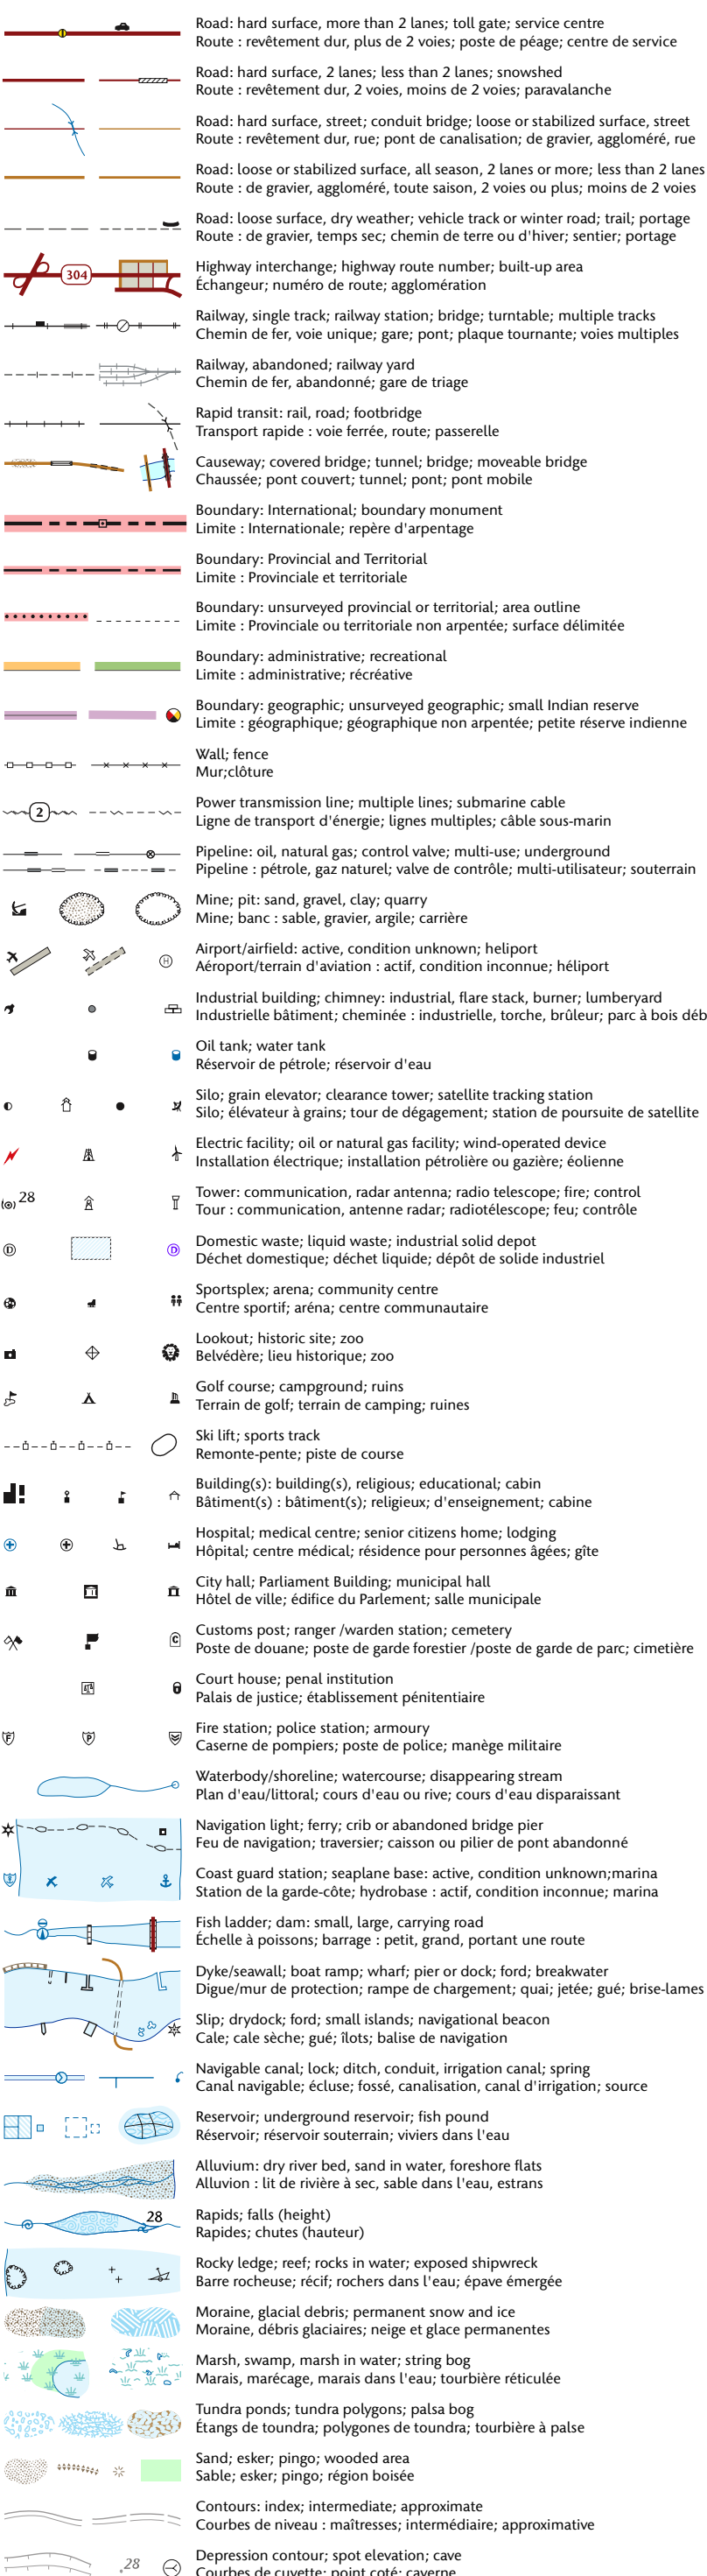 Road: hard surface, more than 2 lanes; toll gate; service centre
Route : revêtement dur, plus de 2 voies; poste de péage; centre de service
Road: hard surface, 2 lanes; less than 2 lanes; snowshed
Route : revêtement dur, 2 voies, moins de 2 voies; paravalanche
Road: hard surface, street; conduit bridge; loose or stabilized surface, street
Route : revêtement dur, rue; pont de canalisation; de gravier, aggloméré, rue
Road: loose or stabilized surface, all season, 2 lanes or more; less than 2 lanes
Route : de gravier, aggloméré, toute saison, 2 voies ou plus; moins de 2 voies
Road: loose surface, dry weather; vehicle track or winter road; trail; portage
Route : de gravier, temps sec; chemin de terre ou d'hiver; sentier; portage
304
Highway interchange; highway route number; built-up area
Échangeur; numéro de route; agglomération
Railway, single track; railway station; bridge; turntable; multiple tracks
Chemin de fer, voie unique; gare; pont; plaque tournante; voies multiples
Railway, abandoned; railway yard
Chemin de fer, abandonné; gare de triage
Rapid transit: rail, road; footbridge
Transport rapide : voie ferrée, route; passerelle
Causeway; covered bridge; tunnel; bridge; moveable bridge
Chaussée; pont couvert; tunnel; pont; pont mobile
Boundary: International; boundary monument
Limite : Internationale; repère d'arpentage
Boundary: Provincial and Territorial
Limite : Provinciale et territoriale
Boundary: unsurveyed provincial or territorial; area outline
Limite : Provinciale ou territoriale non arpentée; surface délimitée
Boundary: administrative; recreational
Limite : administrative; récréative
Boundary: geographic; unsurveyed geographic; small Indian reserve
Limite : géographique; géographique non arpentée; petite réserve indienne
Wall; fence
Mur;clôture
2
Power transmission line; multiple lines; submarine cable
Ligne de transport d'énergie; lignes multiples; câble sous-marin
Pipeline: oil, natural gas; control valve; multi-use; underground
Pipeline : pétrole, gaz naturel; valve de contrôle; multi-utilisateur; souterrain
Mine; pit: sand, gravel, clay; quarry
Mine; banc : sable, gravier, argile; carrière
H
Airport/airfield: active, condition unknown; heliport
Aéroport/terrain d'aviation : actif, condition inconnue; héliport
Industrial building; chimney: industrial, flare stack, burner; lumberyard
Industrielle bâtiment; cheminée : industrielle, torche, brûleur; parc à bois déb
Oil tank; water tank
Réservoir de pétrole; réservoir d'eau
Silo; grain elevator; clearance tower; satellite tracking station
Silo; élévateur à grains; tour de dégagement; station de poursuite de satellite
Electric facility; oil or natural gas facility; wind-operated device
Installation électrique; installation pétrolière ou gazière; éolienne
28
Tower: communication, radar antenna; radio telescope; fire; control
Tour : communication, antenne radar; radiotélescope; feu; contrôle
D D
Domestic waste; liquid waste; industrial solid depot
Déchet domestique; déchet liquide; dépôt de solide industriel
Sportsplex; arena; community centre
Centre sportif; aréna; centre communautaire
Lookout; historic site; zoo
Belvédère; lieu historique; zoo
Golf course; campground; ruins
Terrain de golf; terrain de camping; ruines
Ski lift; sports track
Remonte-pente; piste de course
Building(s): building(s), religious; educational; cabin
Bâtiment(s) : bâtiment(s); religieux; d'enseignement; cabine
Hospital; medical centre; senior citizens home; lodging
Hôpital; centre médical; résidence pour personnes âgées; gîte
City hall; Parliament Building; municipal hall
Hôtel de ville; édifice du Parlement; salle municipale
C
Customs post; ranger /warden station; cemetery
Poste de douane; poste de garde forestier /poste de garde de parc; cimetière
Court house; penal institution
Palais de justice; établissement pénitentiaire
F P
Fire station; police station; armoury
Caserne de pompiers; poste de police; manège militaire
Waterbody/shoreline; watercourse; disappearing stream
Plan d'eau/littoral; cours d'eau ou rive; cours d'eau disparaissant
Navigation light; ferry; crib or abandoned bridge pier
Feu de navigation; traversier; caisson ou pilier de pont abandonné
Coast guard station; seaplane base: active, condition unknown;marina
Station de la garde-côte; hydrobase : actif, condition inconnue; marina
Fish ladder; dam: small, large, carrying road
Échelle à poissons; barrage : petit, grand, portant une route
Dyke/seawall; boat ramp; wharf; pier or dock; ford; breakwater
Digue/mur de protection; rampe de chargement; quai; jetée; gué; brise-lames
Slip; drydock; ford; small islands; navigational beacon
Cale; cale sèche; gué; îlots; balise de navigation
Navigable canal; lock; ditch, conduit, irrigation canal; spring
Canal navigable; écluse; fossé, canalisation, canal d'irrigation; source
Reservoir; underground reservoir; fish pound
Réservoir; réservoir souterrain; viviers dans l'eau
Alluvium: dry river bed, sand in water, foreshore flats
Alluvion : lit de rivière à sec, sable dans l'eau, estrans
28
Rapids; falls (height)
Rapides; chutes (hauteur)
Rocky ledge; reef; rocks in water; exposed shipwreck
Barre rocheuse; récif; rochers dans l'eau; épave émergée
Moraine, glacial debris; permanent snow and ice
Moraine, débris glaciaires; neige et glace permanentes
Marsh, swamp, marsh in water; string bog
Marais, marécage, marais dans l'eau; tourbière réticulée
Tundra ponds; tundra polygons; palsa bog
Étangs de toundra; polygones de toundra; tourbière à palse
Sand; esker; pingo; wooded area
Sable; esker; pingo; région boisée
Contours: index; intermediate; approximate
Courbes de niveau : maîtresses; intermédiaire; approximative
.28
Depression contour; spot elevation; cave
Courbes de cuvette; point coté; caverne